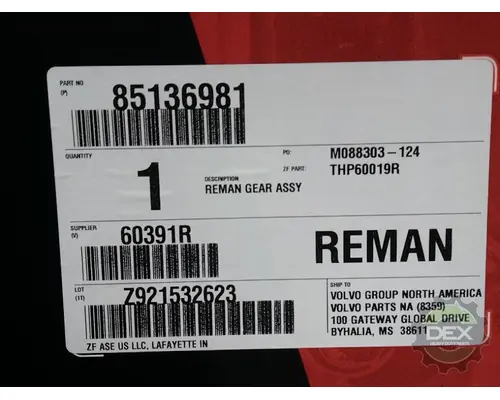 PART NO
(P)
85136981
QUANTITY
1
PO: M088303-124
ZF PART: THP60019R
DESCRIPTION
REMAN GEAR ASSY
SUPPLIER
(V)
60391R
REMAN
LOT
(1T)
Z921532623
SHIP TO
VOLVO GROUP NORTH AMERICA
VOLVO PARTS NA (8359)
100 GATEWAY GLOBAL DRIVE
BYHALIA, MS 38611
ZF ASE US LLC, LAFAYETTE IN
DEX